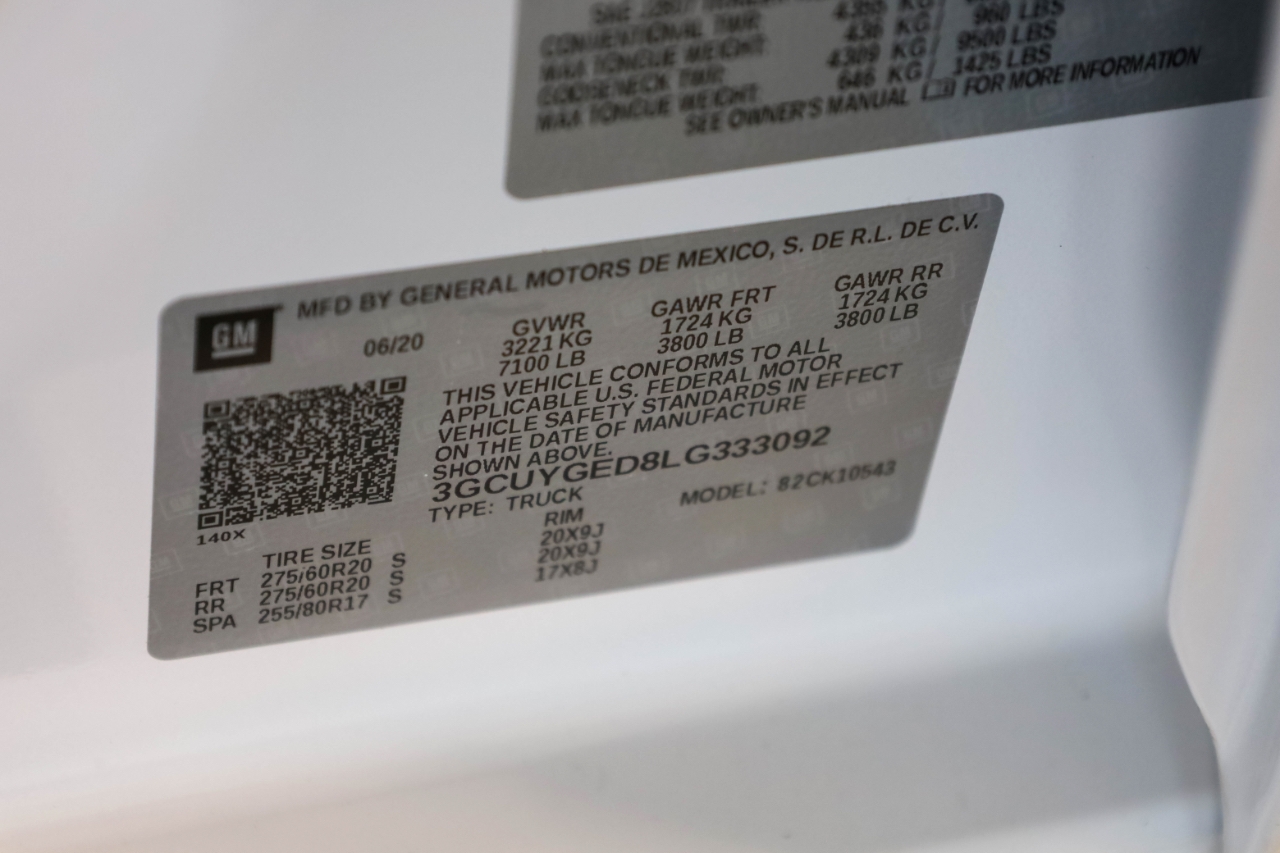 CONVENTIONAL TWR: 4355 KG / 960 LBS
MAX TONGUE WEIGHT: 436 KG / 9500 LBS
GOOSENECK TWR: 4309 KG / 1425 LBS
MAX TONGUE WEIGHT: 646 KG /
SEE OWNER'S MANUAL FOR MORE INFORMATION
GM
MFD BY GENERAL MOTORS DE MEXICO, S. DE R.L. DE C.V.
06/20
GVWR GAWR FRT GAWR RR
3221 KG 1724 KG 1724 KG
7100 LB 3800 LB 3800 LB
THIS VEHICLE CONFORMS TO ALL
APPLICABLE U.S. FEDERAL MOTOR
VEHICLE SAFETY STANDARDS IN EFFECT
ON THE DATE OF MANUFACTURE
SHOWN ABOVE.
3GCUYGED8LG333092
TYPE: TRUCK MODEL: 82CK10543
140X
TIRE SIZE RIM
FRT 275/60R20 S 20X9J
RR 275/60R20 S 20X9J
SPA 255/80R17 S 17X8J